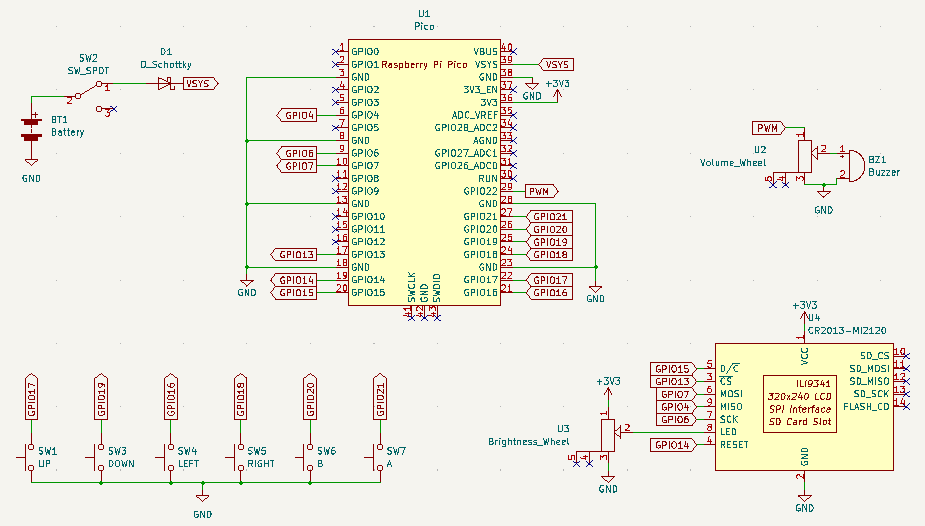 U1
Pico
Raspberry Pi Pico
1 GPIO0
2 GPIO1
3 GND
4 GPIO2
5 GPIO3
GPIO4 6 GPIO4
7 GPIO5
8 GND
GPIO6 9 GPIO6
GPIO7 10 GPIO7
11 GPIO8
12 GPIO9
13 GND
14 GPIO10
15 GPIO11
16 GPIO12
GPIO13 17 GPIO13
18 GND
GPIO14 19 GPIO14
GPIO15 20 GPIO15
GND
VBUS 40
VSYS 39 VSYS
GND 38
GND
3V3_EN 37
3V3 36
+3V3
ADC_VREF 35
GPIO28_ADC2 34
AGND 33
GPIO27_ADC1 32
GPIO26_ADC0 31
RUN 30
GPIO22 29 PWM
GND 28
GPIO21 27 GPIO21
GPIO20 26 GPIO20
GPIO19 25 GPIO19
GPIO18 24 GPIO18
GND 23
GPIO17 22 GPIO17
GPIO16 21 GPIO16
GND
SWCLK 41
GND 42
SWDIO 43
SW2
SW_SPDT
1
2
3
D1
D_Schottky
VSYS
+
BT1
Battery
GND
PWM
U2
Volume_Wheel
1
2
3
4
5
1
2
BZ1
Buzzer
GND
GPIO17
GPIO19
GPIO16
GPIO18
GPIO20
GPIO21
SW1
UP
SW3
DOWN
SW4
LEFT
SW5
RIGHT
SW6
B
SW7
A
GND
+3V3
U3
Brightness_Wheel
1
2
3
4
5
GND
+3V3
U4
CR2013-MI2120
1
VCC
GPIO15 5 D/C
GPIO13 3 CS
GPIO7 6 MOSI
GPIO4 9 MISO
GPIO6 7 SCK
8 LED
GPIO14 4 RESET
ILI9341
320x240 LCD
SPI Interface
SD Card Slot
SD_CS 10
SD_MOSI 11
SD_MISO 12
SD_SCK 13
FLASH_CD 14
GND
2
GND